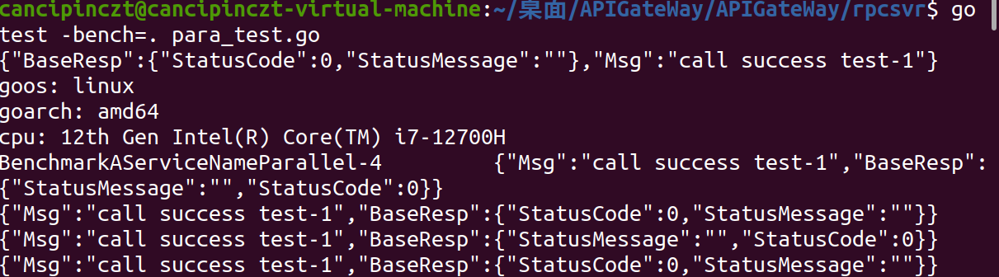 cancipinczt@cancipinczt-virtual-machine:~/桌面/APIGateWay/APIGateWay/rpcsvr$ go
test -bench=. para_test.go
{"BaseResp":{"StatusCode":0,"StatusMessage":""},"Msg":"call success test-1"}
goos: linux
goarch: amd64
cpu: 12th Gen Intel(R) Core(TM) i7-12700H
BenchmarkAServiceNameParallel-4         {"Msg":"call success test-1","BaseResp":
{"StatusMessage":"","StatusCode":0}}
{"Msg":"call success test-1","BaseResp":{"StatusCode":0,"StatusMessage":""}}
{"Msg":"call success test-1","BaseResp":{"StatusMessage":"","StatusCode":0}}
{"Msg":"call success test-1","BaseResp":{"StatusCode":0,"StatusMessage":""}}